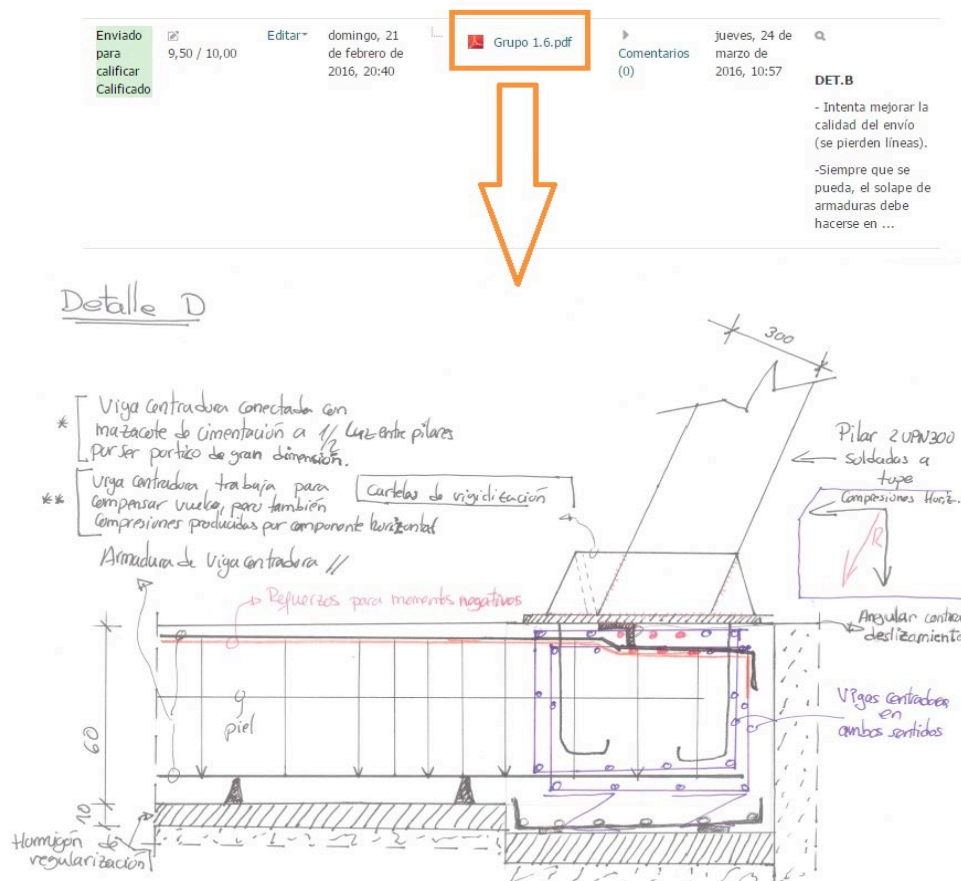 Enviado
para
calificar
Calificado
9,50 / 10,00
Editar
domingo, 21
de febrero de
2016, 20:40
Grupo 1.6.pdf
Comentarios
(0)
jueves, 24 de
marzo de
2016, 10:57
DET.B
- Intenta mejorar la
calidad del envío
(se pierden líneas).
-Siempre que se
pueda, el solape de
armaduras debe
hacerse en ...
Detalle D
300
* Viga centradora conectada con
mazacote de cimentación a 1/2 Luz entre pilares
por ser portico de gran dimensión.
** Viga centradora, trabaja para
compensar vuelco, pero también
Compresiones producidas por componente horizontal
Cartelas de rigidización
Pilar 2 UPN300
Soldadas a
tope
Compresiones Horiz.
R
Armadura de Viga centradora //
Refuerzos para momentos negativos
Angular contra
deslizamiento
piel
Vigas centradoras
en
ambos sentidos
60
10
Hormigón de
regularización